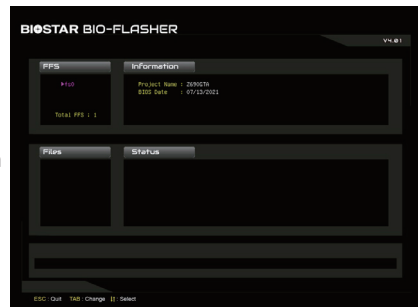 BIOSTAR BIO-FLASHER
V4.01
FFS
Information
fs0
Project Name : Z690GTA
BIOS Date : 07/13/2021
Total FFS : 1
Files
Status
ESC : Quit TAB : Change ↕ : Select